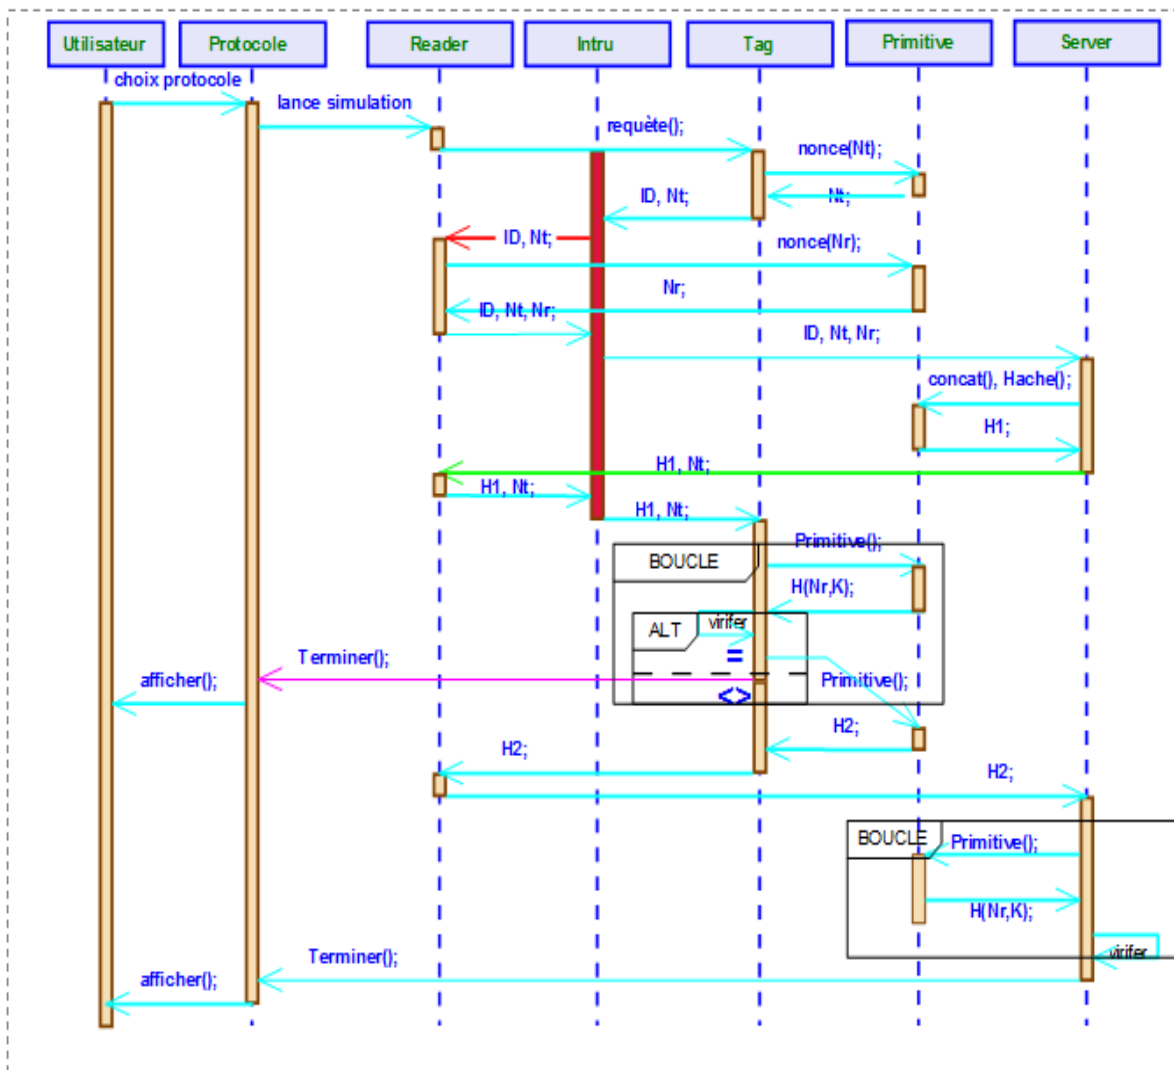 Utilisateur
Protocole
Reader
Intru
Tag
Primitive
Server
choix protocole
lance simulation
requète();
nonce(Nt);
Nt;
ID, Nt;
ID, Nt;
nonce(Nr);
Nr;
ID, Nt, Nr;
ID, Nt, Nr;
concat(), Hache();
H1;
H1, Nt;
H1, Nt;
H1, Nt;
Primitive();
BOUCLE
H(Nr,K);
ALT
virifer
=
Terminer();
afficher();
Primitive();
<>
H2;
H2;
H2;
BOUCLE
Primitive();
H(Nr,K);
virifer
Terminer();
afficher();